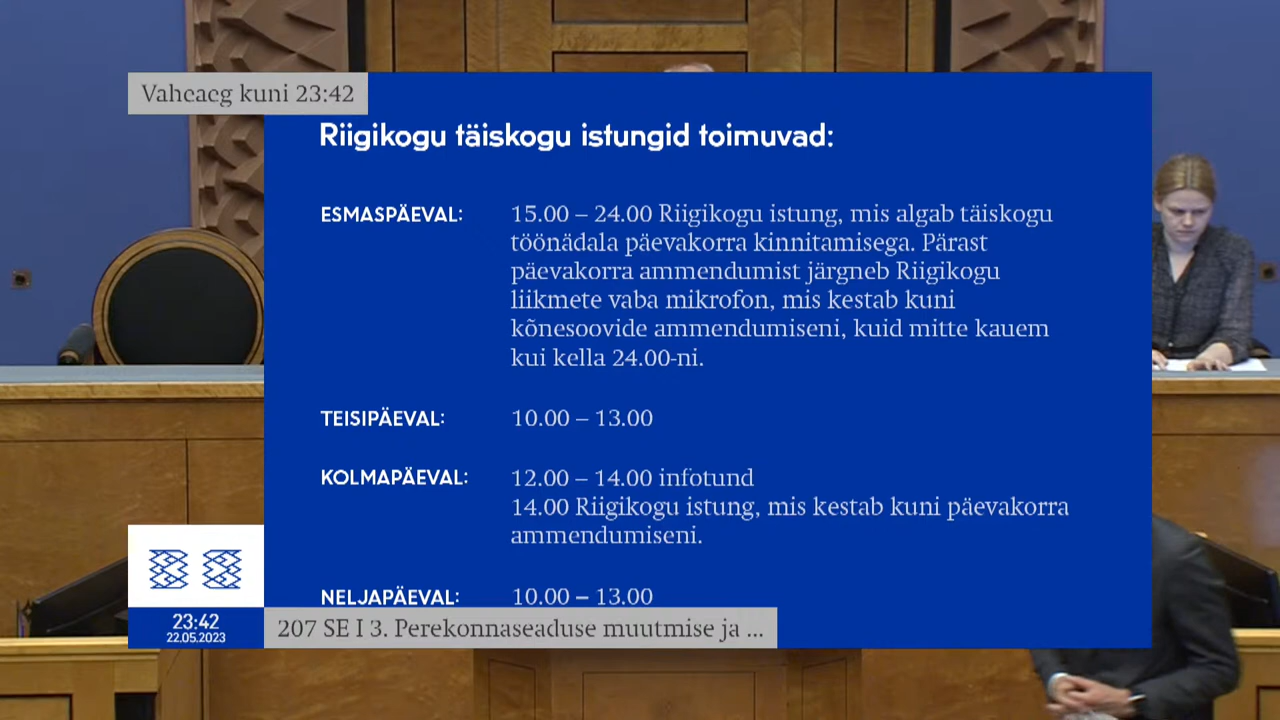 Vaheaeg kuni 23:42
Riigikogu täiskogu istungid toimuvad:
ESMASPÄEVAL: 15.00 – 24.00 Riigikogu istung, mis algab täiskogu
töönädala päevakorra kinnitamisega. Pärast
päevakorra ammendumist järgneb Riigikogu
liikmete vaba mikrofon, mis kestab kuni
kõnesoovide ammendumiseni, kuid mitte kauem
kui kella 24.00-ni.
TEISIPÄEVAL: 10.00 – 13.00
KOLMAPÄEVAL: 12.00 – 14.00 infotund
14.00 Riigikogu istung, mis kestab kuni päevakorra
ammendumiseni.
NELJAPÄEVAL: 10.00 – 13.00
23:42
22.05.2023
207 SE I 3. Perekonnaseaduse muutmise ja ...